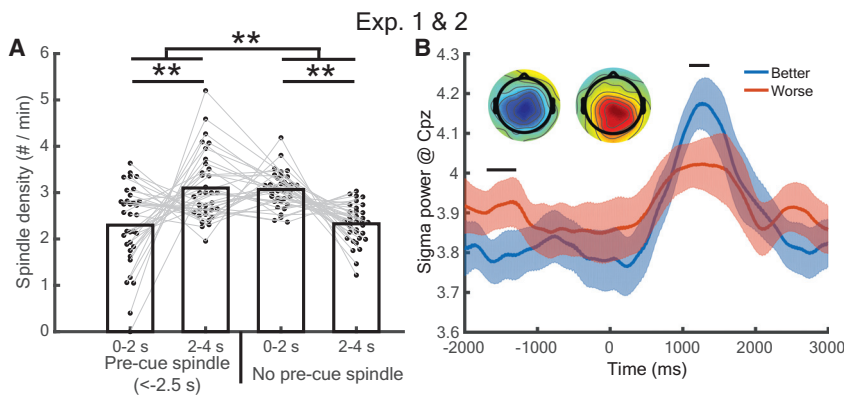 Exp. 1 & 2
A
**
**
**
Spindle density (# / min)
6
5
4
3
2
1
0
0-2 s
2-4 s
0-2 s
2-4 s
Pre-cue spindle
(<-2.5 s)
No pre-cue spindle
B
Sigma power @ Cpz
4.3
4.2
4.1
4
3.9
3.8
3.7
3.6
Better
Worse
-2000
-1000
0
1000
2000
3000
Time (ms)